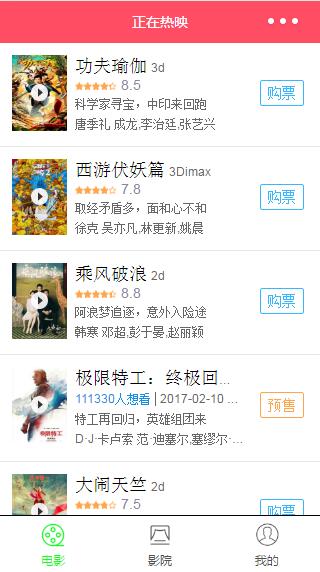 正在热映
功夫瑜伽 3d
8.5
科学家寻宝，中印来回跑
唐季礼 成龙,李治廷,张艺兴
购票
西游伏妖篇 3Dimax
7.8
取经矛盾多，面和心不和
徐克 吴亦凡,林更新,姚晨
购票
乘风破浪 2d
8.8
阿浪梦追逐，意外入险途
韩寒 邓超,彭于晏,赵丽颖
购票
极限特工：终极回...
111330人想看 | 2017-02-10 ...
特工再回归，英雄组团来
D·J·卡卢索 范·迪塞尔,塞缪尔·...
预售
大闹天竺 2d
7.5
购票
电影
影院
我的